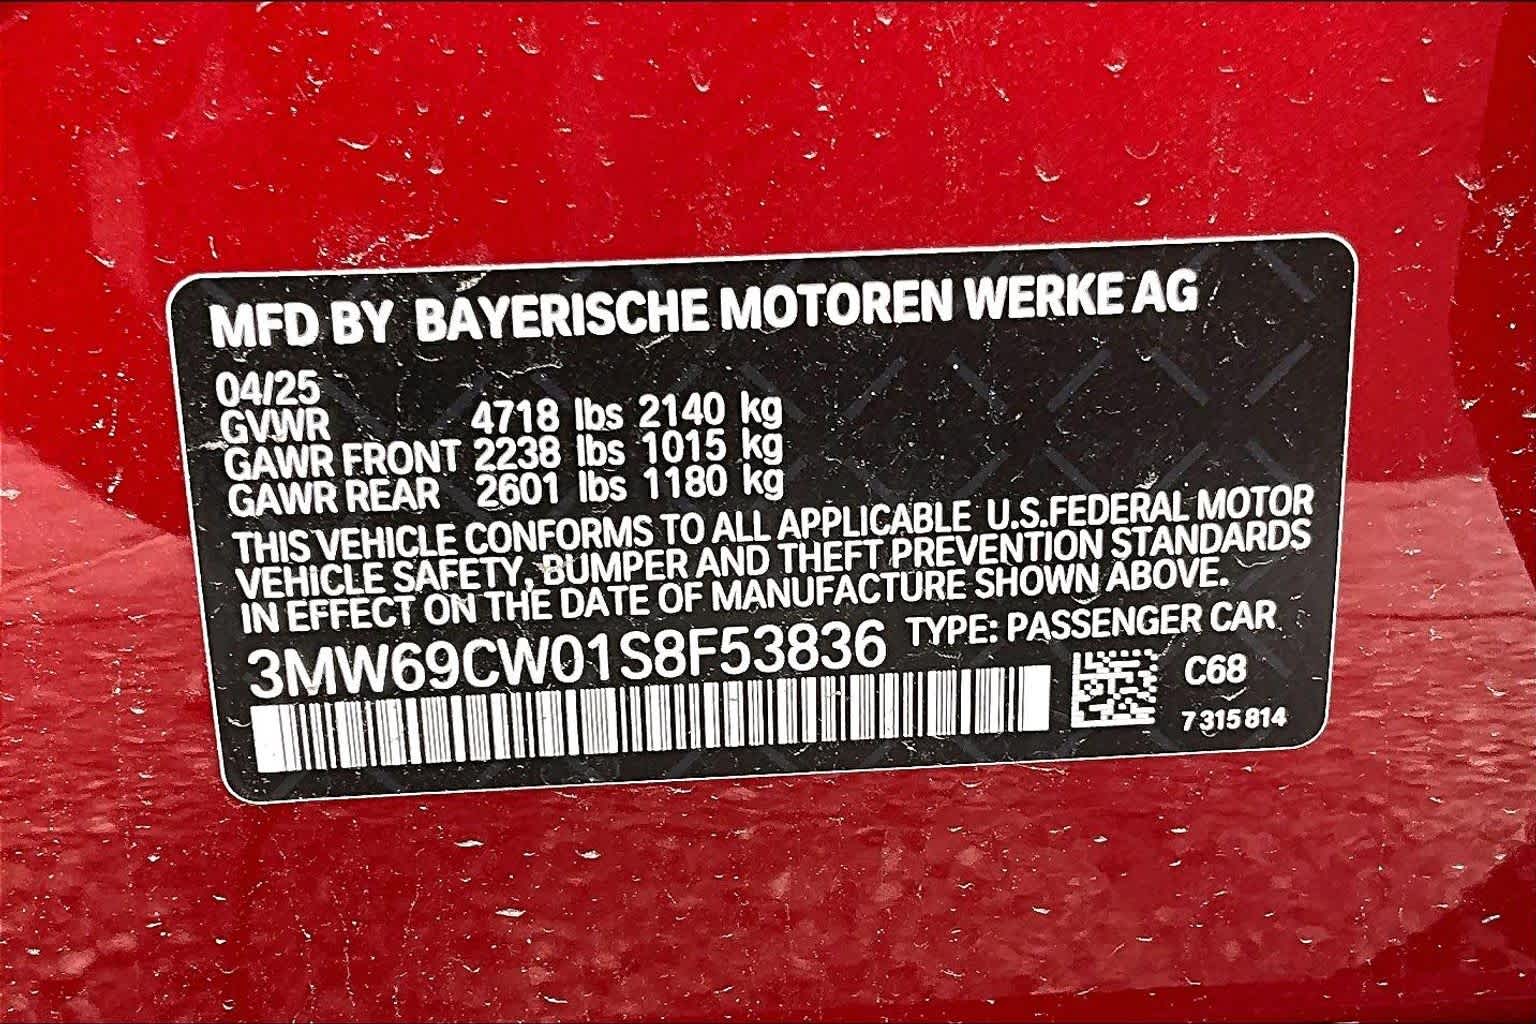 MFD BY BAYERISCHE MOTOREN WERKE AG
04/25
GVWR 4718 lbs 2140 kg
GAWR FRONT 2238 lbs 1015 kg
GAWR REAR 2601 lbs 1180 kg
THIS VEHICLE CONFORMS TO ALL APPLICABLE U.S.FEDERAL MOTOR
VEHICLE SAFETY, BUMPER AND THEFT PREVENTION STANDARDS
IN EFFECT ON THE DATE OF MANUFACTURE SHOWN ABOVE.
3MW69CW01S8F53836 TYPE: PASSENGER CAR
C68
7 315 814